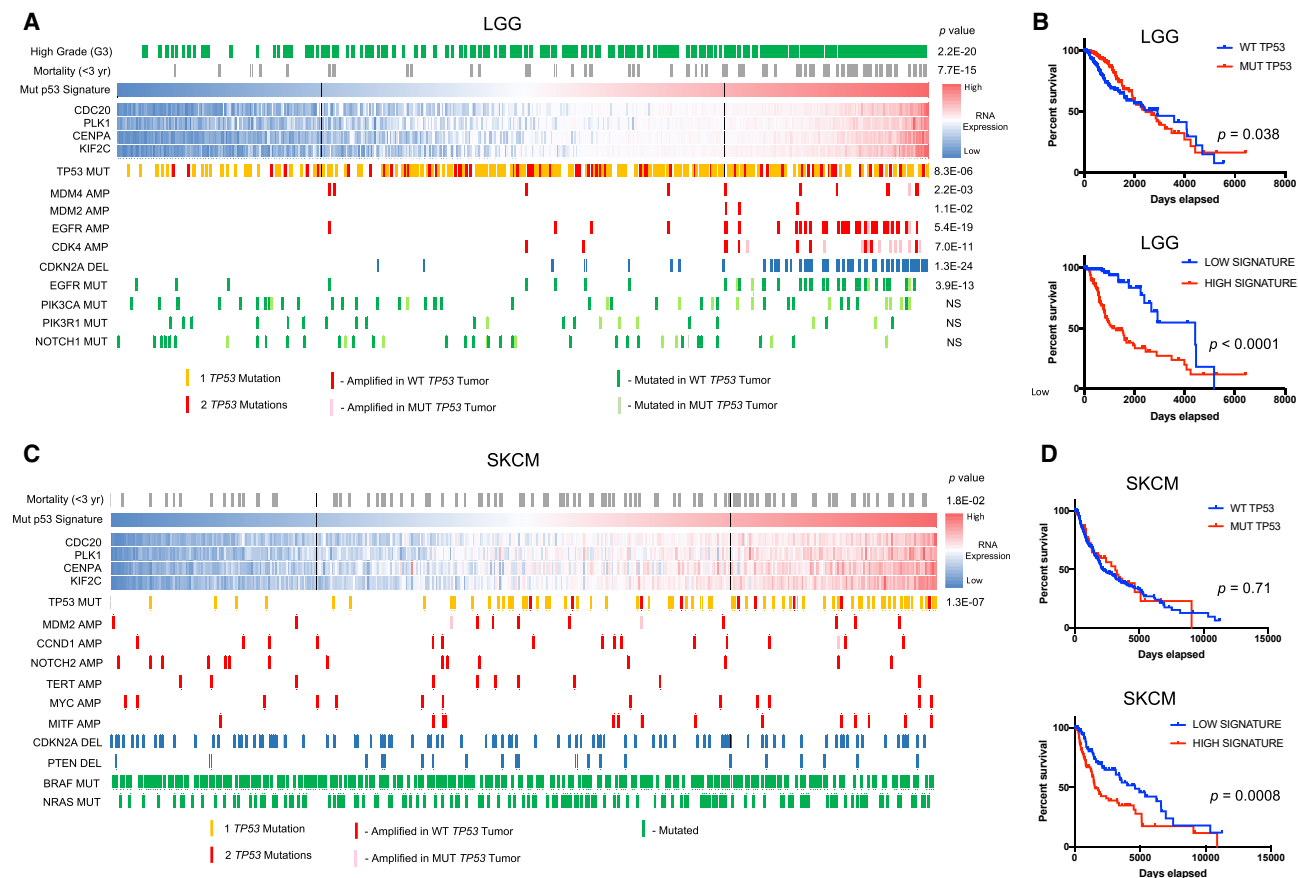 A
LGG
p value
High Grade (G3)
2.2E-20
Mortality (<3 yr)
7.7E-15
Mut p53 Signature
High
RNA
Expression
Low
CDC20
PLK1
CENPA
KIF2C
TP53 MUT
8.3E-06
MDM4 AMP
2.2E-03
MDM2 AMP
1.1E-02
EGFR AMP
5.4E-19
CDK4 AMP
7.0E-11
CDKN2A DEL
1.3E-24
EGFR MUT
3.9E-13
PIK3CA MUT
NS
PIK3R1 MUT
NS
NOTCH1 MUT
NS
1 TP53 Mutation
2 TP53 Mutations
- Amplified in WT TP53 Tumor
- Amplified in MUT TP53 Tumor
- Mutated in WT TP53 Tumor
- Mutated in MUT TP53 Tumor
B
LGG
WT TP53
MUT TP53
Percent survival
100
50
0
p = 0.038
0 2000 4000 6000 8000
Days elapsed
LGG
LOW SIGNATURE
HIGH SIGNATURE
Percent survival
100
50
0
p < 0.0001
Low
0 2000 4000 6000 8000
Days elapsed
C
SKCM
p value
Mortality (<3 yr)
1.8E-02
Mut p53 Signature
High
RNA
Expression
Low
CDC20
PLK1
CENPA
KIF2C
TP53 MUT
1.3E-07
MDM2 AMP
CCND1 AMP
NOTCH2 AMP
TERT AMP
MYC AMP
MITF AMP
CDKN2A DEL
PTEN DEL
BRAF MUT
NRAS MUT
1 TP53 Mutation
2 TP53 Mutations
- Amplified in WT TP53 Tumor
- Amplified in MUT TP53 Tumor
- Mutated
D
SKCM
WT TP53
MUT TP53
Percent survival
100
50
0
p = 0.71
0 5000 10000 15000
Days elapsed
SKCM
LOW SIGNATURE
HIGH SIGNATURE
Percent survival
100
50
0
p = 0.0008
0 5000 10000 15000
Days elapsed